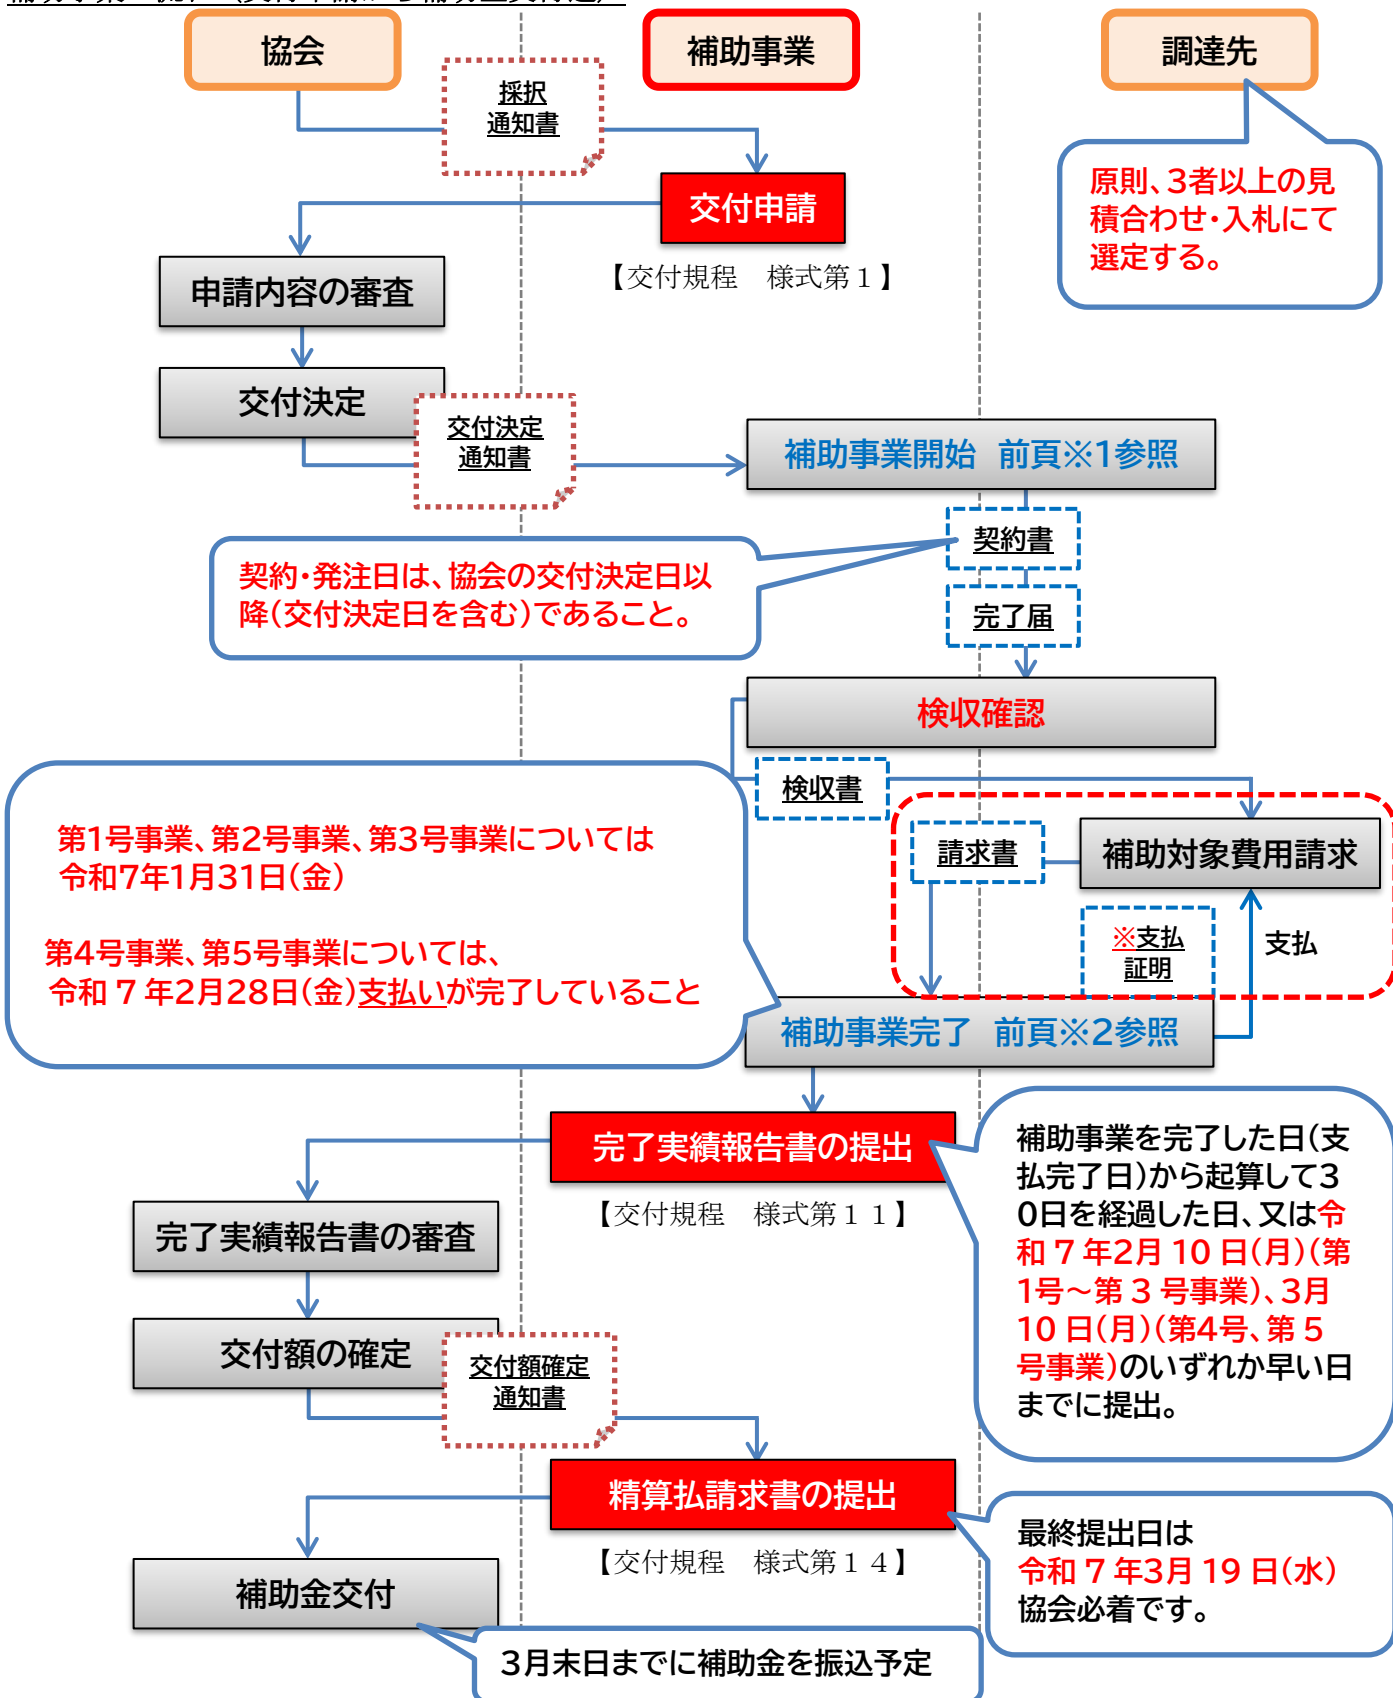 協会
補助事業
調達先
採択
通知書
原則、3者以上の見
積合わせ・入札にて
選定する。
交付申請
【交付規程　様式第１】
申請内容の審査
交付決定
交付決定
通知書
補助事業開始 前頁※1参照
契約書
契約・発注日は、協会の交付決定日以
降(交付決定日を含む)であること。
完了届
検収確認
検収書
第1号事業、第2号事業、第3号事業については
令和7年1月31日(金)
第4号事業、第5号事業については、
令和 7 年2月28日(金)支払いが完了していること
請求書
補助対象費用請求
※支払
証明
支払
補助事業完了 前頁※2参照
完了実績報告書の提出
【交付規程　様式第１１】
補助事業を完了した日(支
払完了日)から起算して3
0日を経過した日、又は令
和 7 年2月 10 日(月)(第
1号～第 3 号事業)、3月
10 日(月)(第4号、第 5
号事業)のいずれか早い日
までに提出。
完了実績報告書の審査
交付額の確定
交付額確定
通知書
精算払請求書の提出
【交付規程　様式第１４】
最終提出日は
令和 7 年3月 19 日(水)
協会必着です。
補助金交付
3月末日までに補助金を振込予定